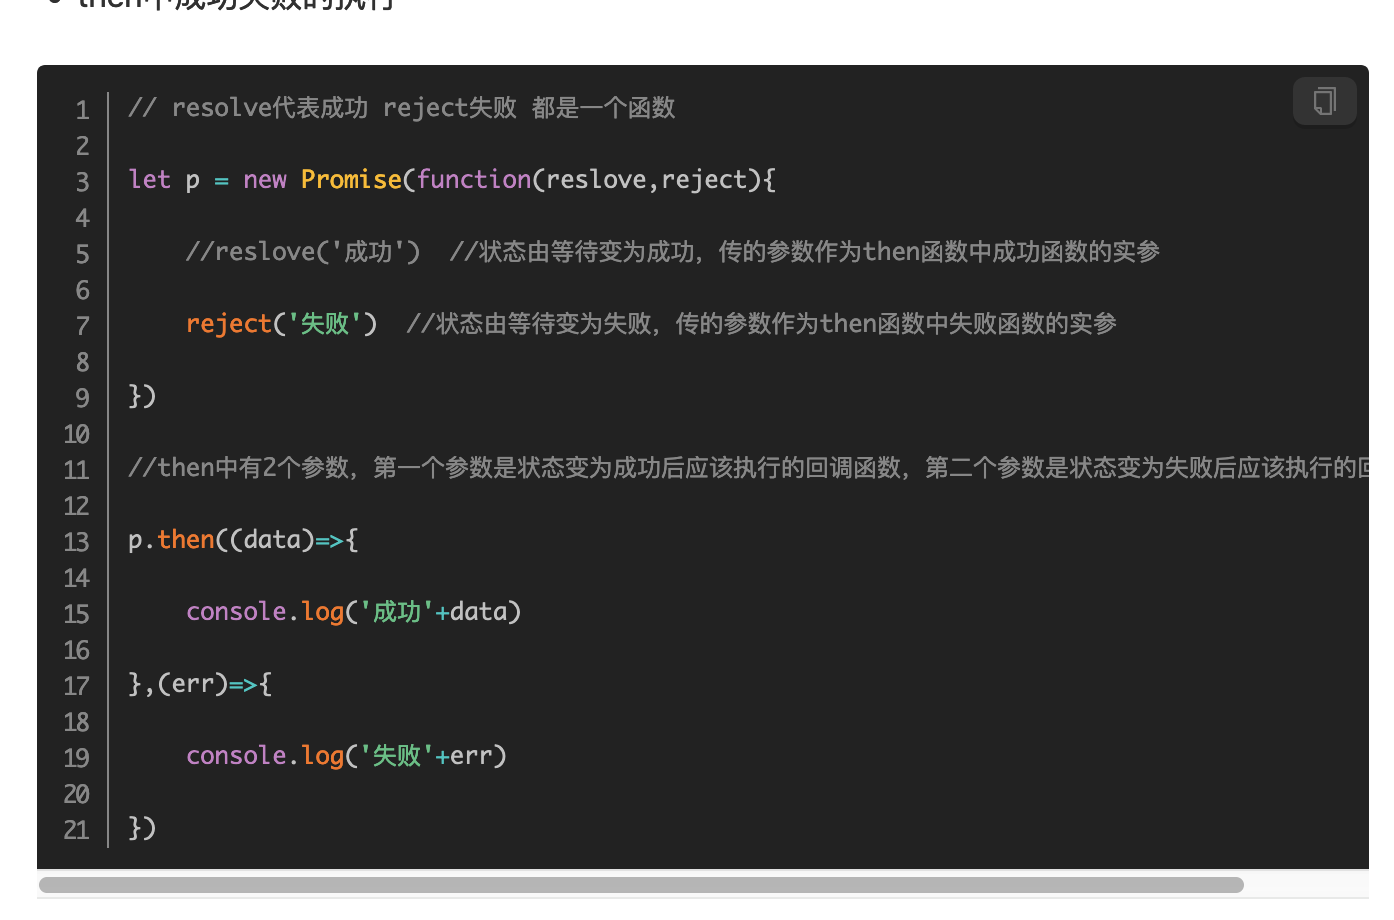 then中成功失败的执行
1 // resolve代表成功 reject失败 都是一个函数
2
3 let p = new Promise(function(reslove,reject){
4
5 //reslove('成功') //状态由等待变为成功，传的参数作为then函数中成功函数的实参
6
7 reject('失败') //状态由等待变为失败，传的参数作为then函数中失败函数的实参
8
9 })
10
11 //then中有2个参数，第一个参数是状态变为成功后应该执行的回调函数，第二个参数是状态变为失败后应该执行的回
12
13 p.then((data)=>{
14
15 console.log('成功'+data)
16
17 },(err)=>{
18
19 console.log('失败'+err)
20
21 })